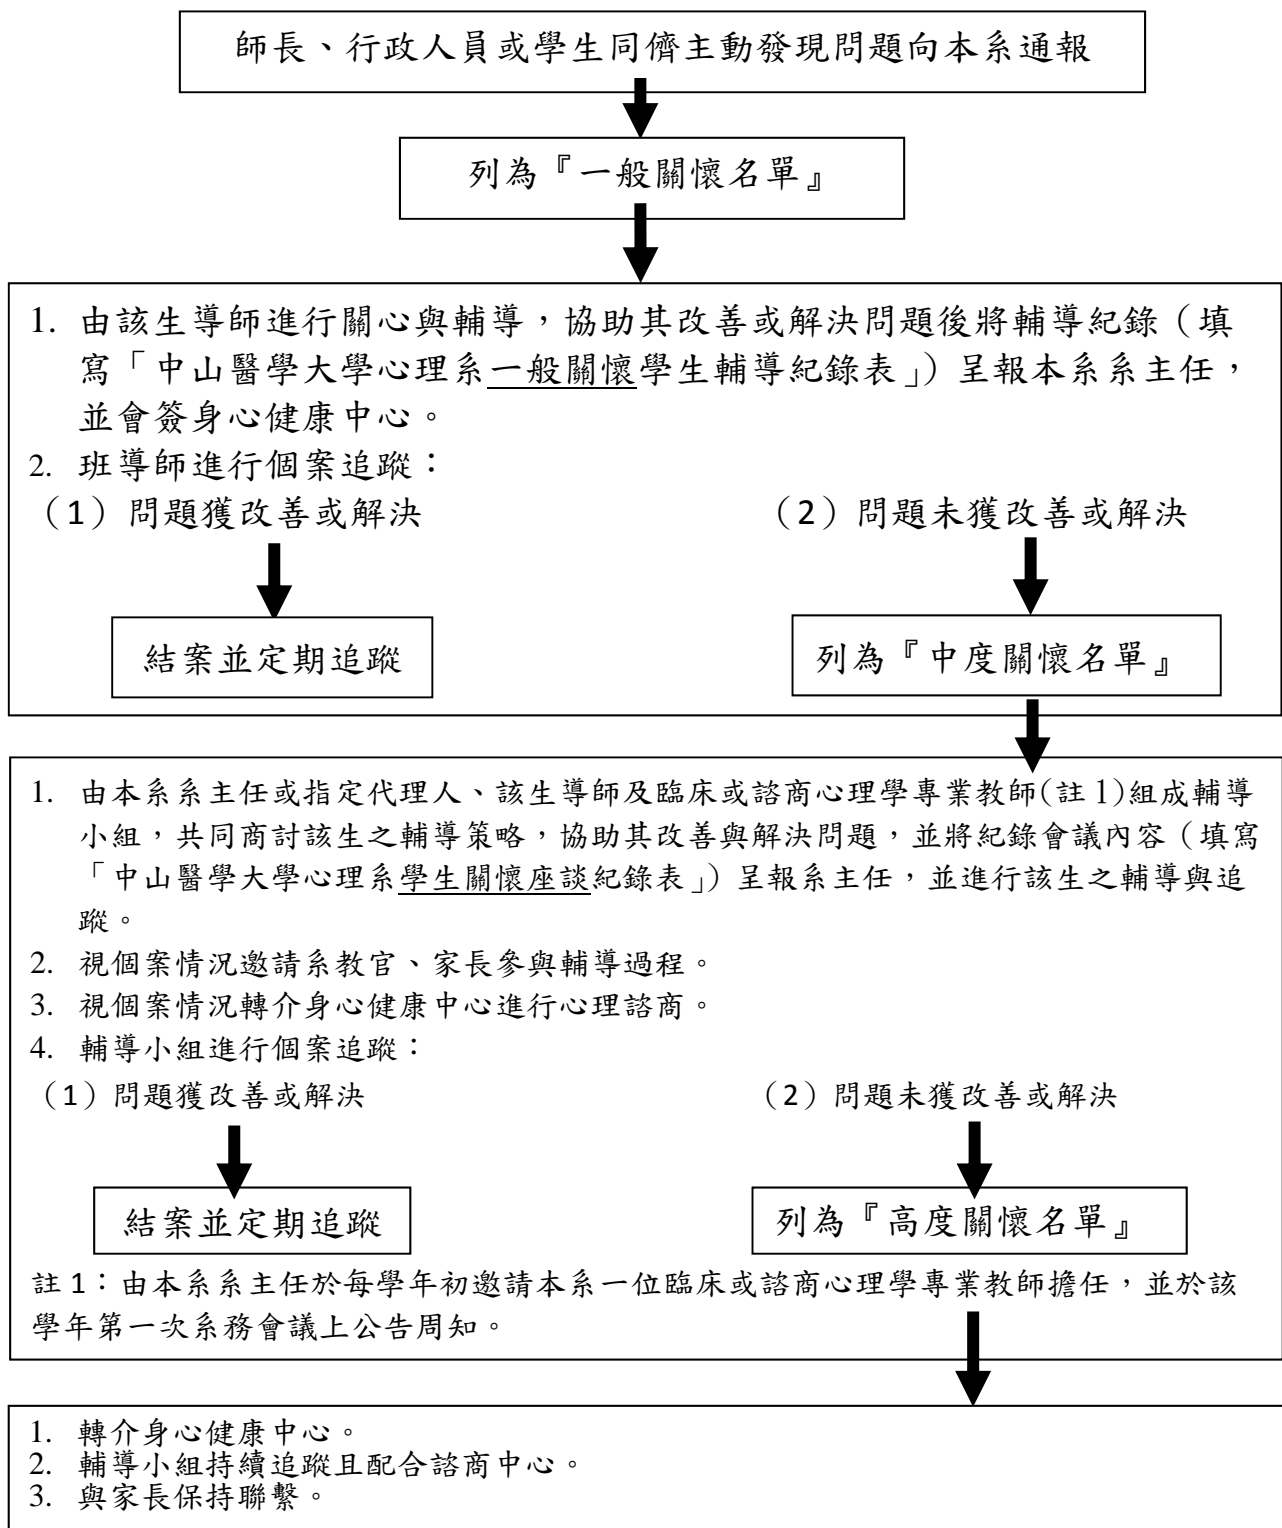 師長、行政人員或學生同儕主動發現問題向本系通報
列為『一般關懷名單』
1. 由該生導師進行關心與輔導，協助其改善或解決問題後將輔導紀錄（填
寫「中山醫學大學心理系一般關懷學生輔導紀錄表」）呈報本系系主任，
並會簽身心健康中心。
2. 班導師進行個案追蹤：
（1）問題獲改善或解決 （2）問題未獲改善或解決
結案並定期追蹤 列為『中度關懷名單』
1. 由本系系主任或指定代理人、該生導師及臨床或諮商心理學專業教師(註1)組成輔導
小組，共同商討該生之輔導策略，協助其改善與解決問題，並將紀錄會議內容（填寫
「中山醫學大學心理系學生關懷座談紀錄表」）呈報系主任，並進行該生之輔導與追
蹤。
2. 視個案情況邀請系教官、家長參與輔導過程。
3. 視個案情況轉介身心健康中心進行心理諮商。
4. 輔導小組進行個案追蹤：
（1）問題獲改善或解決 （2）問題未獲改善或解決
結案並定期追蹤 列為『高度關懷名單』
註1：由本系系主任於每學年初邀請本系一位臨床或諮商心理學專業教師擔任，並於該
學年第一次系務會議上公告周知。
1. 轉介身心健康中心。
2. 輔導小組持續追蹤且配合諮商中心。
3. 與家長保持聯繫。